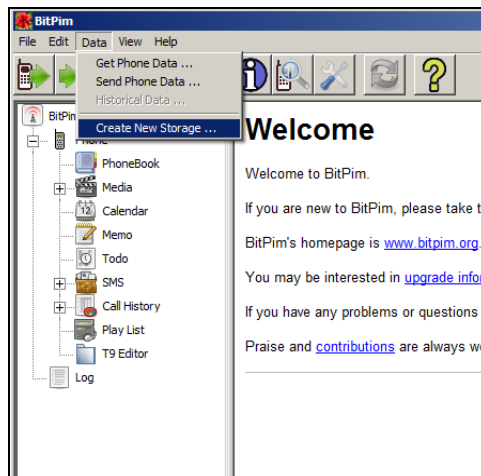 BitPim
File Edit Data View Help
Get Phone Data ...
Send Phone Data ...
Historical Data ...
Create New Storage ...
BitPim
Phone
PhoneBook
Media
12
Calendar
Memo
Todo
SMS
Call History
Play List
T9 Editor
Log
Welcome
Welcome to BitPim.
If you are new to BitPim, please take
BitPim's homepage is www.bitpim.org.
You may be interested in upgrade
If you have any problems or questions
Praise and contributions are always